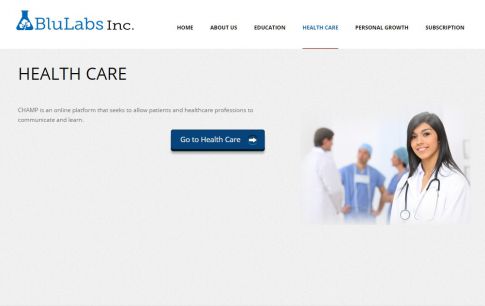 BluLabs Inc.
HOME ABOUT US EDUCATION HEALTH CARE PERSONAL GROWTH SUBSCRIPTION
HEALTH CARE
CHAMP is an online platform that seeks to allow patients and healthcare professions to
communicate and learn.
Go to Health Care